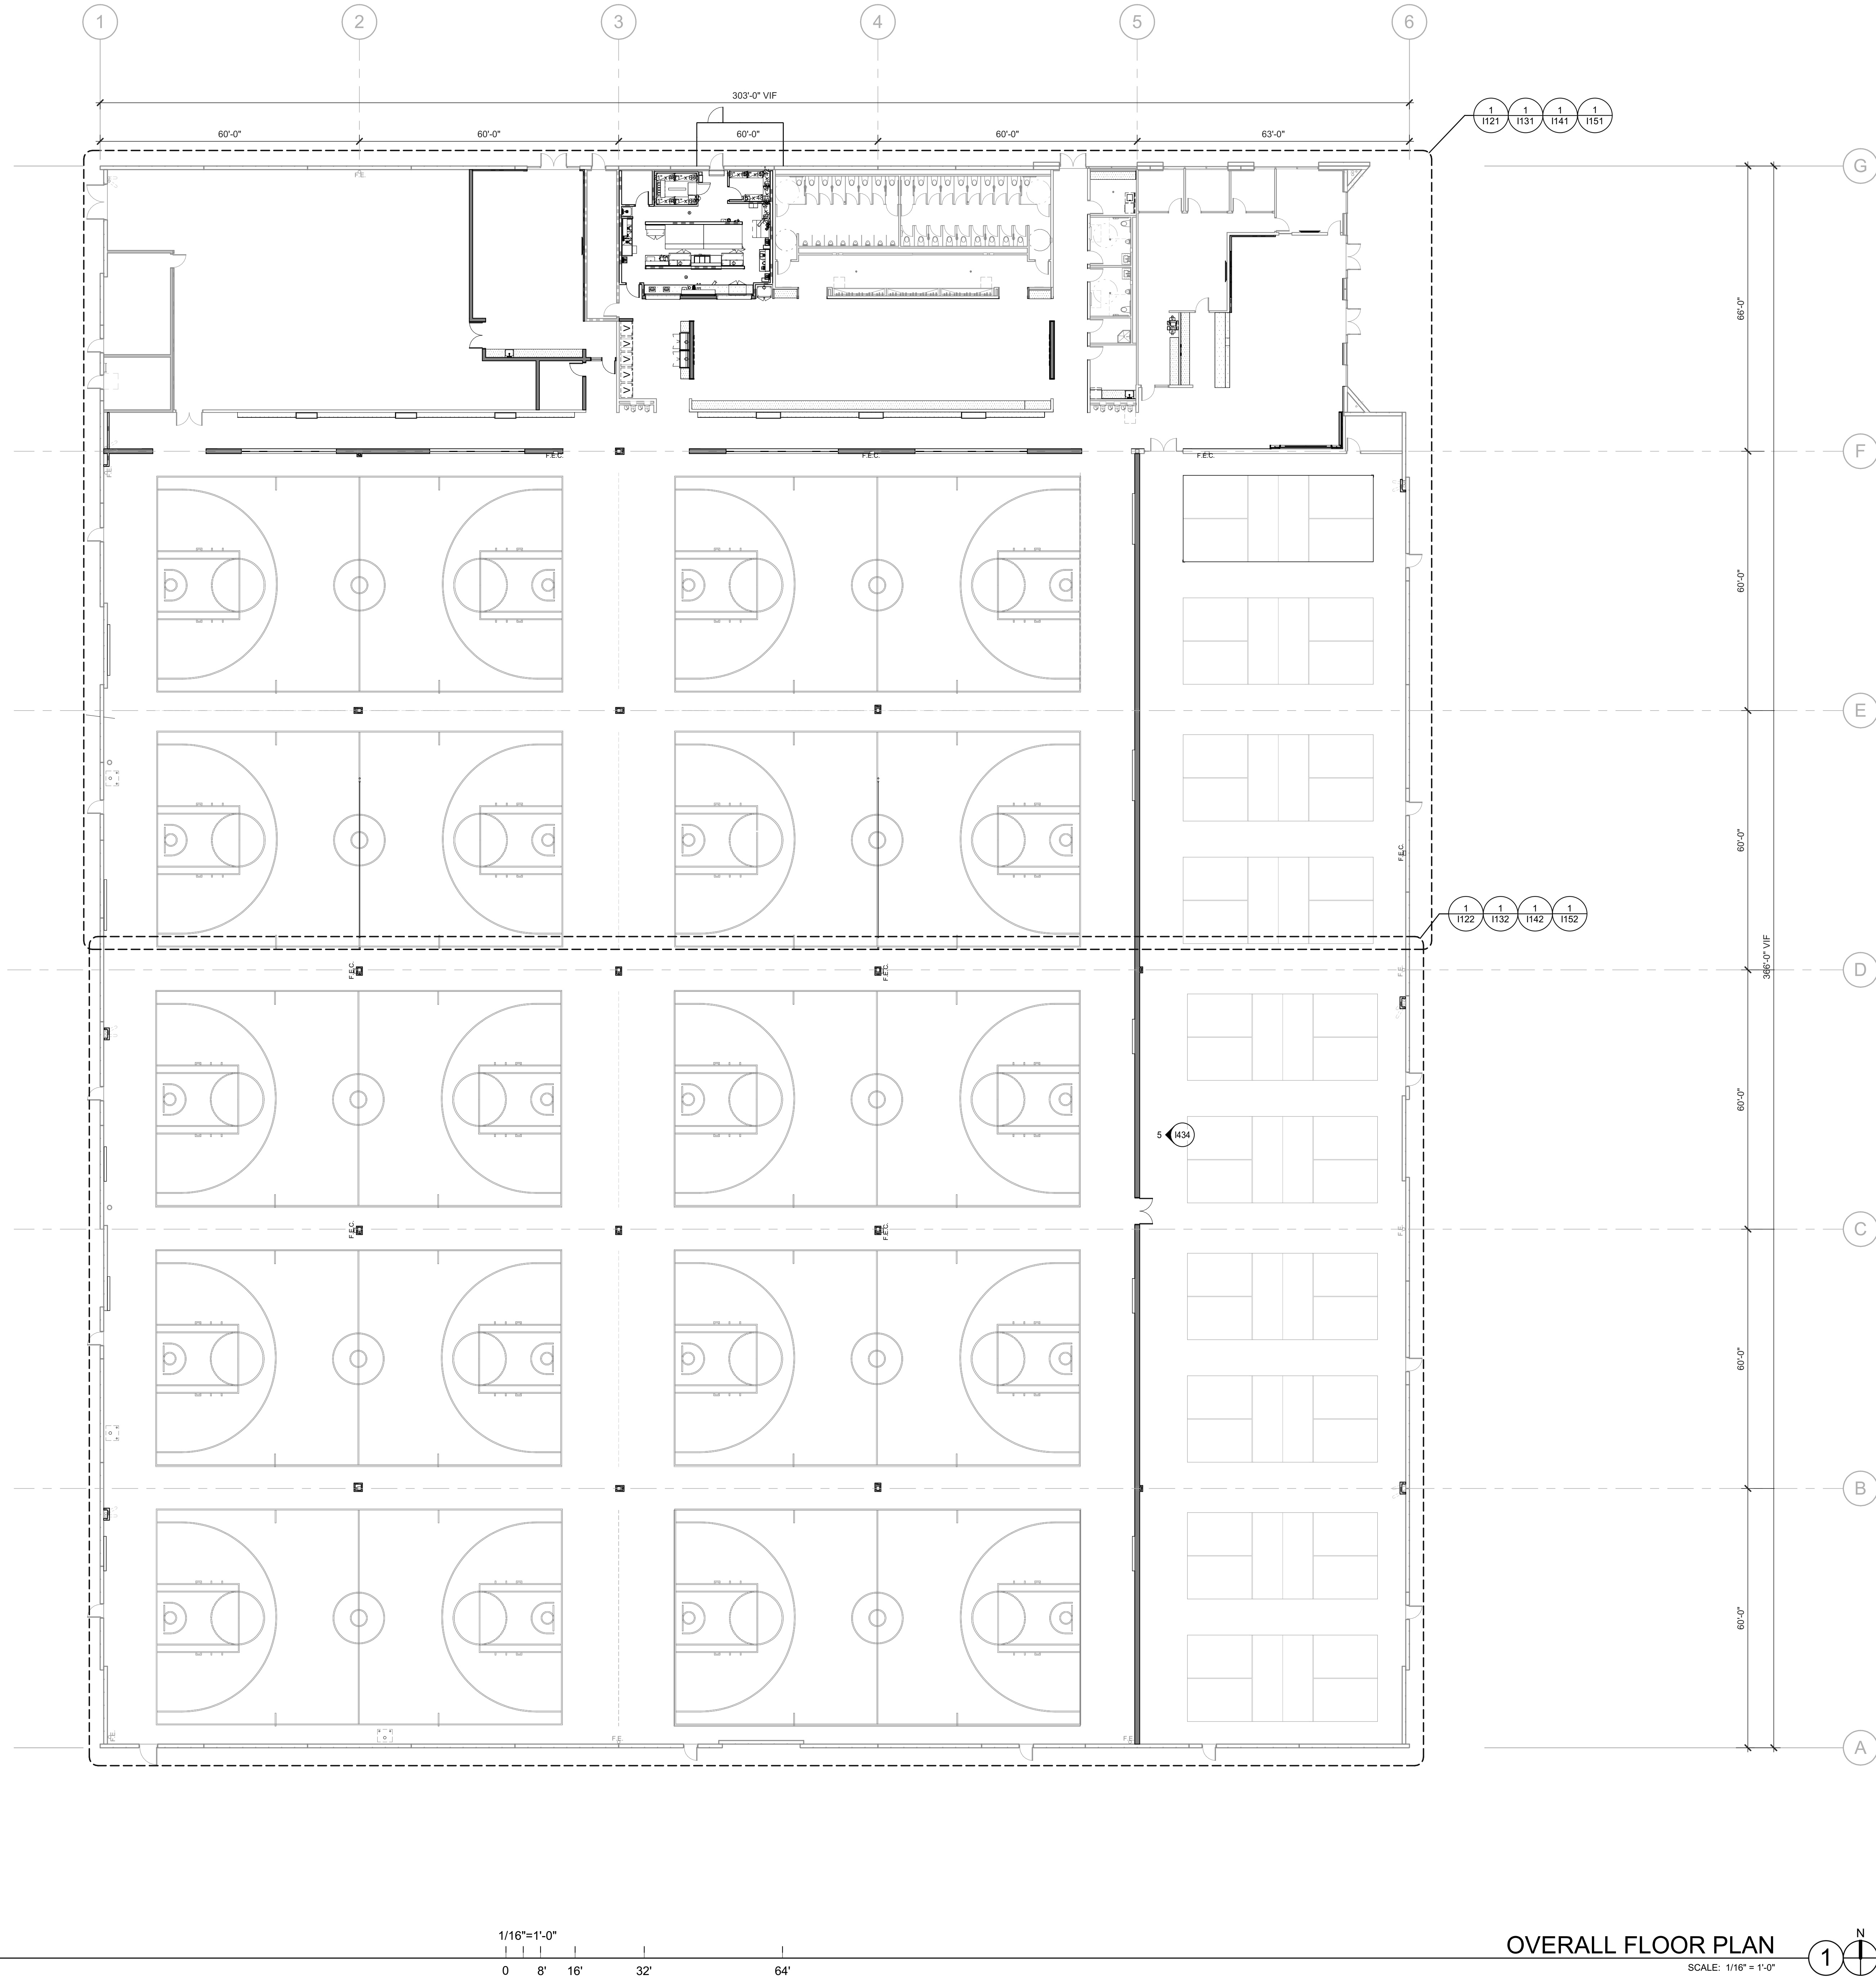 1 2 3 4 5 6
303'-0" VIF
60'-0" 60'-0" 60'-0" 60'-0" 63'-0"
1 1 1 1
I121 I131 I141 I151
G
F.E.
66'-0"
F
F.E.C. F.E.C. F.E.C.
F.E.
60'-0"
E
60'-0"
F.E.C.
1 1 1 1
I122 I132 I142 I152
366'-0" VIF
F.E.C. F.E.C. F.E.
D
60'-0"
5 I434
F.E.C. F.E.C. F.E.
C
60'-0"
B
60'-0"
F.E. F.E. F.E.
A
1/16"=1'-0"
0 8' 16' 32' 64'
OVERALL FLOOR PLAN
SCALE: 1/16" = 1'-0"
1
N